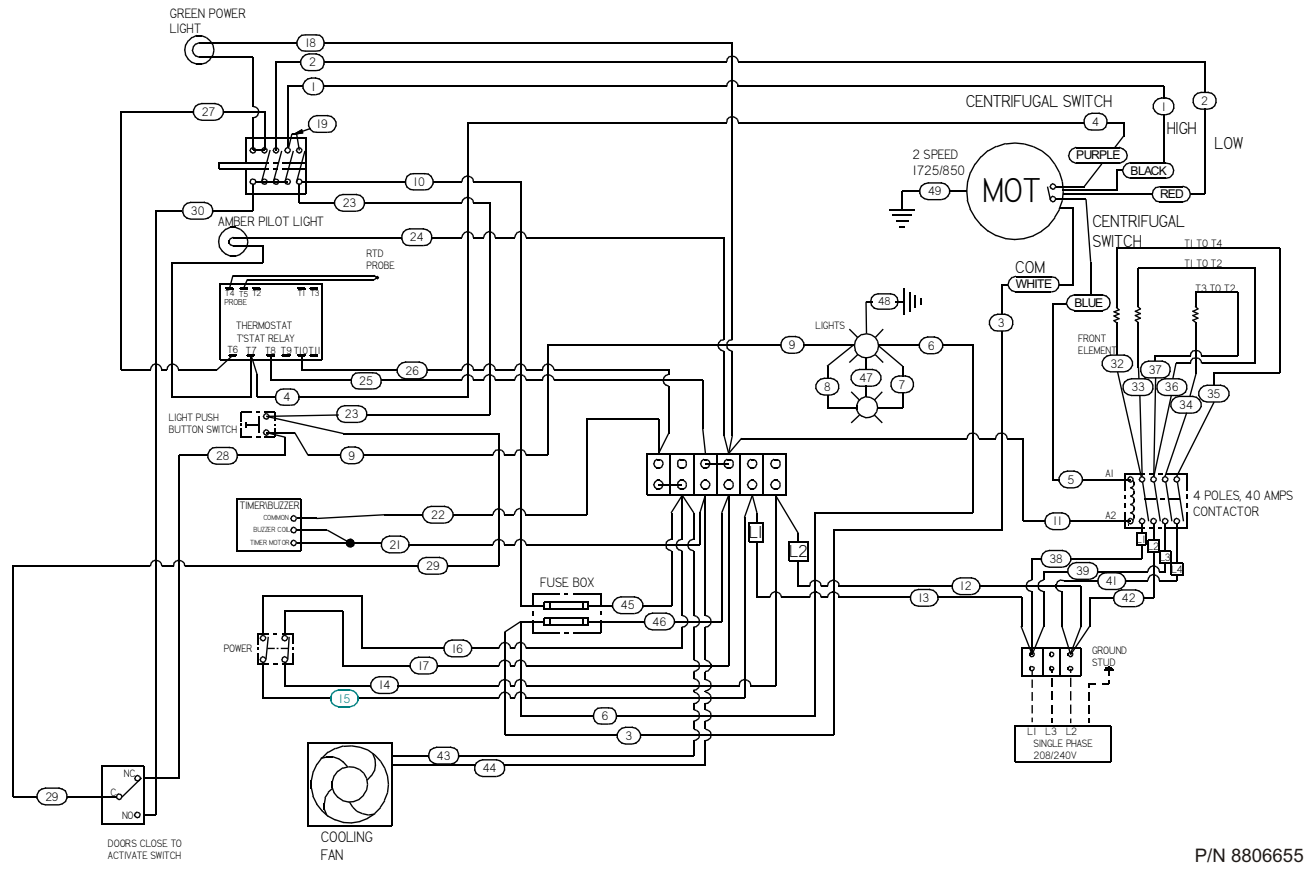 GREEN POWER
LIGHT
18
2
1
27
19
CENTRIFUGAL SWITCH
4
1
2
HIGH
LOW
2 SPEED
1725/850
PURPLE
BLACK
RED
MOT
49
10
23
30
AMBER PILOT LIGHT
24
RTD
PROBE
CENTRIFUGAL
SWITCH
T1 TO T4
T1 TO T2
T3 TO T2
COM
WHITE
BLUE
T4 T5 T2 T1 T3
PROBE
THERMOSTAT
T'STAT RELAY
T6 T7 T8 T9 T10 T11
48
LIGHTS
3
9
6
FRONT
ELEMENT
26
25
4
8
47
7
32
37
33
36
35
34
LIGHT PUSH
BUTTON SWITCH
23
28
9
5
A1
4 POLES, 40 AMPS
CONTACTOR
11
A2
TIMER\BUZZER
COMMON
BUZZER COIL
TIMER MOTOR
22
21
29
L1
L2
L1
L2
L3
L4
38
39
41
42
12
13
FUSE BOX
45
46
POWER
16
17
14
15
6
3
GROUND
STUD
L1 L3 L2
SINGLE PHASE
208/240V
43
44
NC
C
NO
29
DOORS CLOSE TO
ACTIVATE SWITCH
COOLING
FAN
P/N 8806655